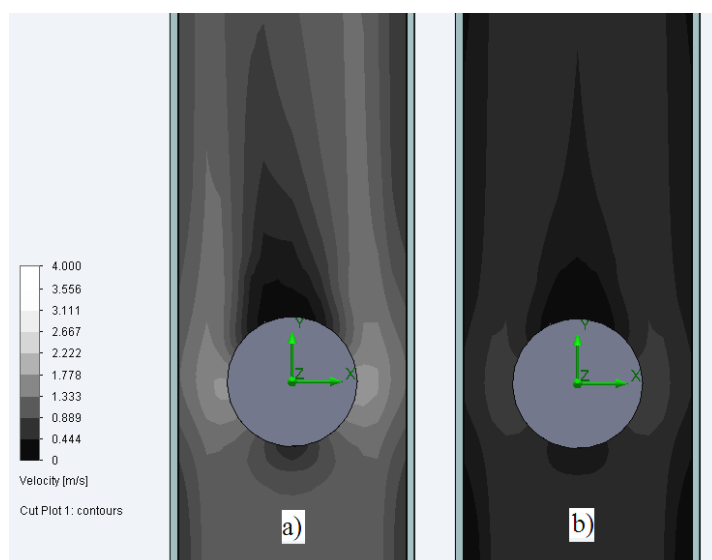 4.000
3.556
3.111
2.667
2.222
1.778
1.333
0.889
0.444
0
Velocity [m/s]
Cut Plot 1: contours
Y
X
Z
a)
Y
X
Z
b)